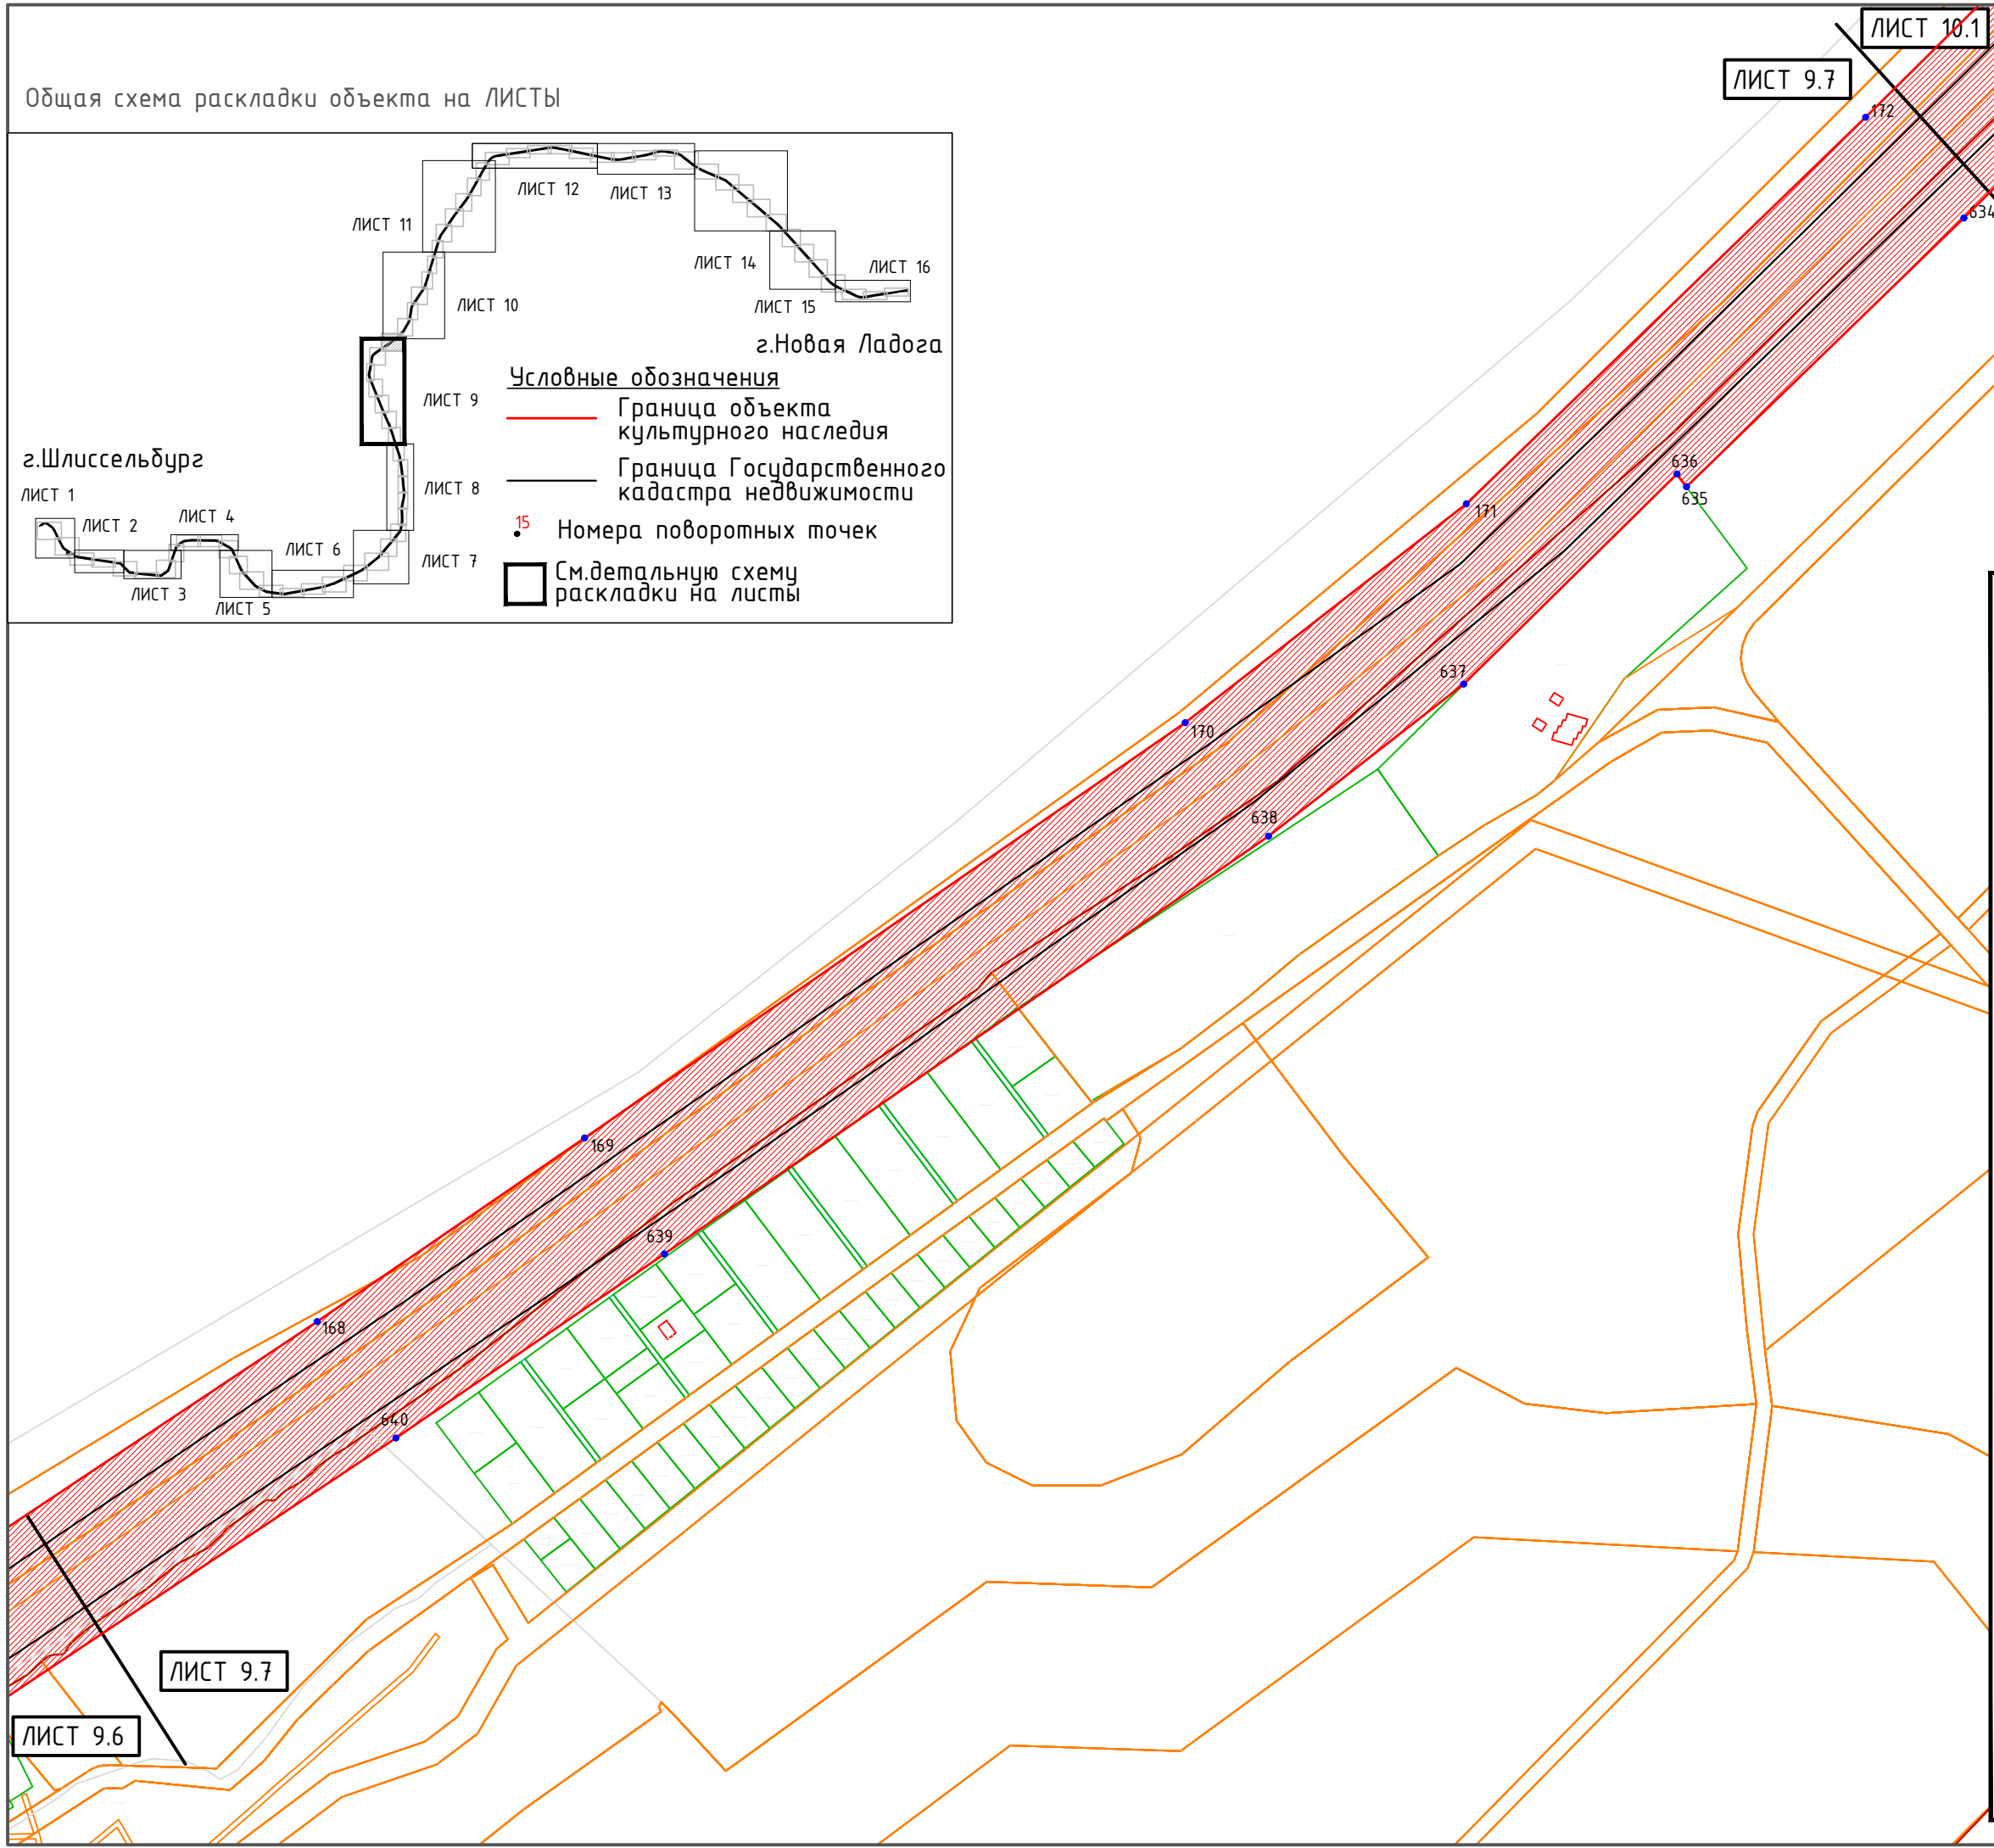 ЛИСТ 10.1
ЛИСТ 9.7
Общая схема раскладки объекта на ЛИСТЫ
172
634
ЛИСТ 12
ЛИСТ 13
ЛИСТ 11
ЛИСТ 14
ЛИСТ 16
ЛИСТ 10
ЛИСТ 15
г.Новая Ладога
Условные обозначения
ЛИСТ 9
Граница объекта
культурного наследия
г.Шлиссельбург
Граница Государственного
кадастра недвижимости
ЛИСТ 8
ЛИСТ 1
ЛИСТ 2
ЛИСТ 4
15
Номера поворотных точек
ЛИСТ 6
ЛИСТ 7
См.детальную схему
раскладки на листы
ЛИСТ 3
ЛИСТ 5
636
635
171
637
170
638
169
639
168
640
ЛИСТ 9.7
ЛИСТ 9.6